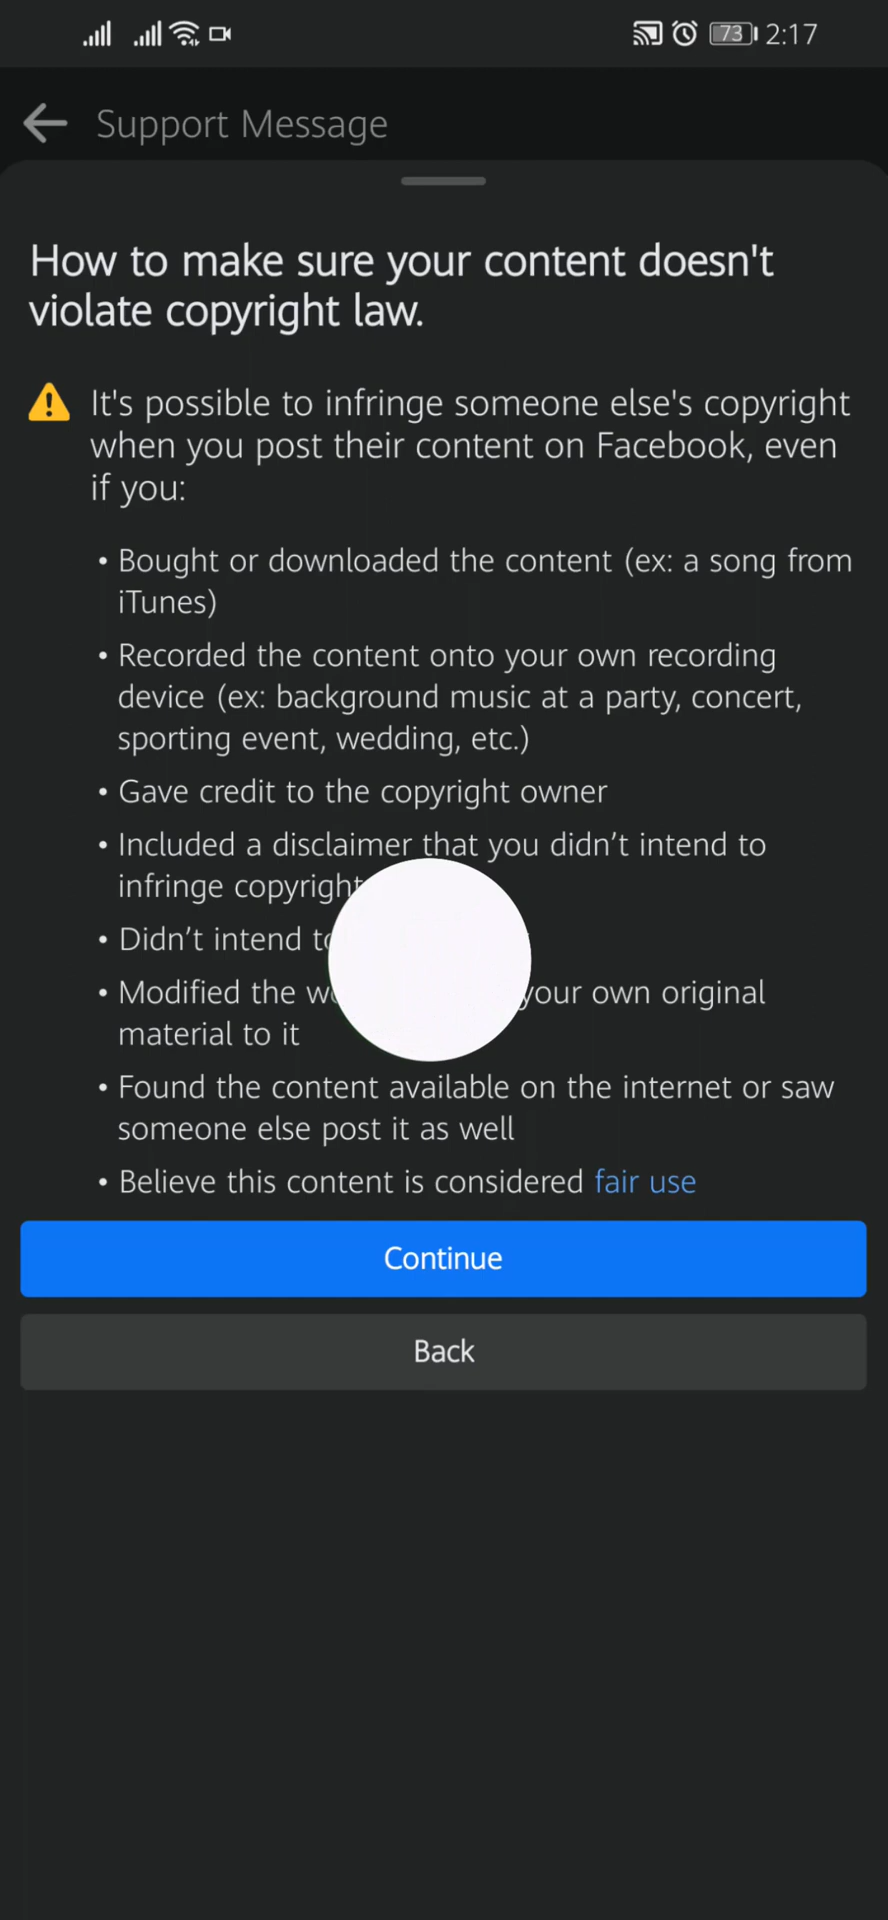 73 2:17
Support Message
How to make sure your content doesn't
violate copyright law.
It's possible to infringe someone else's copyright
when you post their content on Facebook, even
if you:
• Bought or downloaded the content (ex: a song from
iTunes)
• Recorded the content onto your own recording
device (ex: background music at a party, concert,
sporting event, wedding, etc.)
• Gave credit to the copyright owner
• Included a disclaimer that you didn’t intend to
infringe copyright
• Didn’t intend
• Modified the your own original
material to it
• Found the content available on the internet or saw
someone else post it as well
• Believe this content is considered fair use
Continue
Back